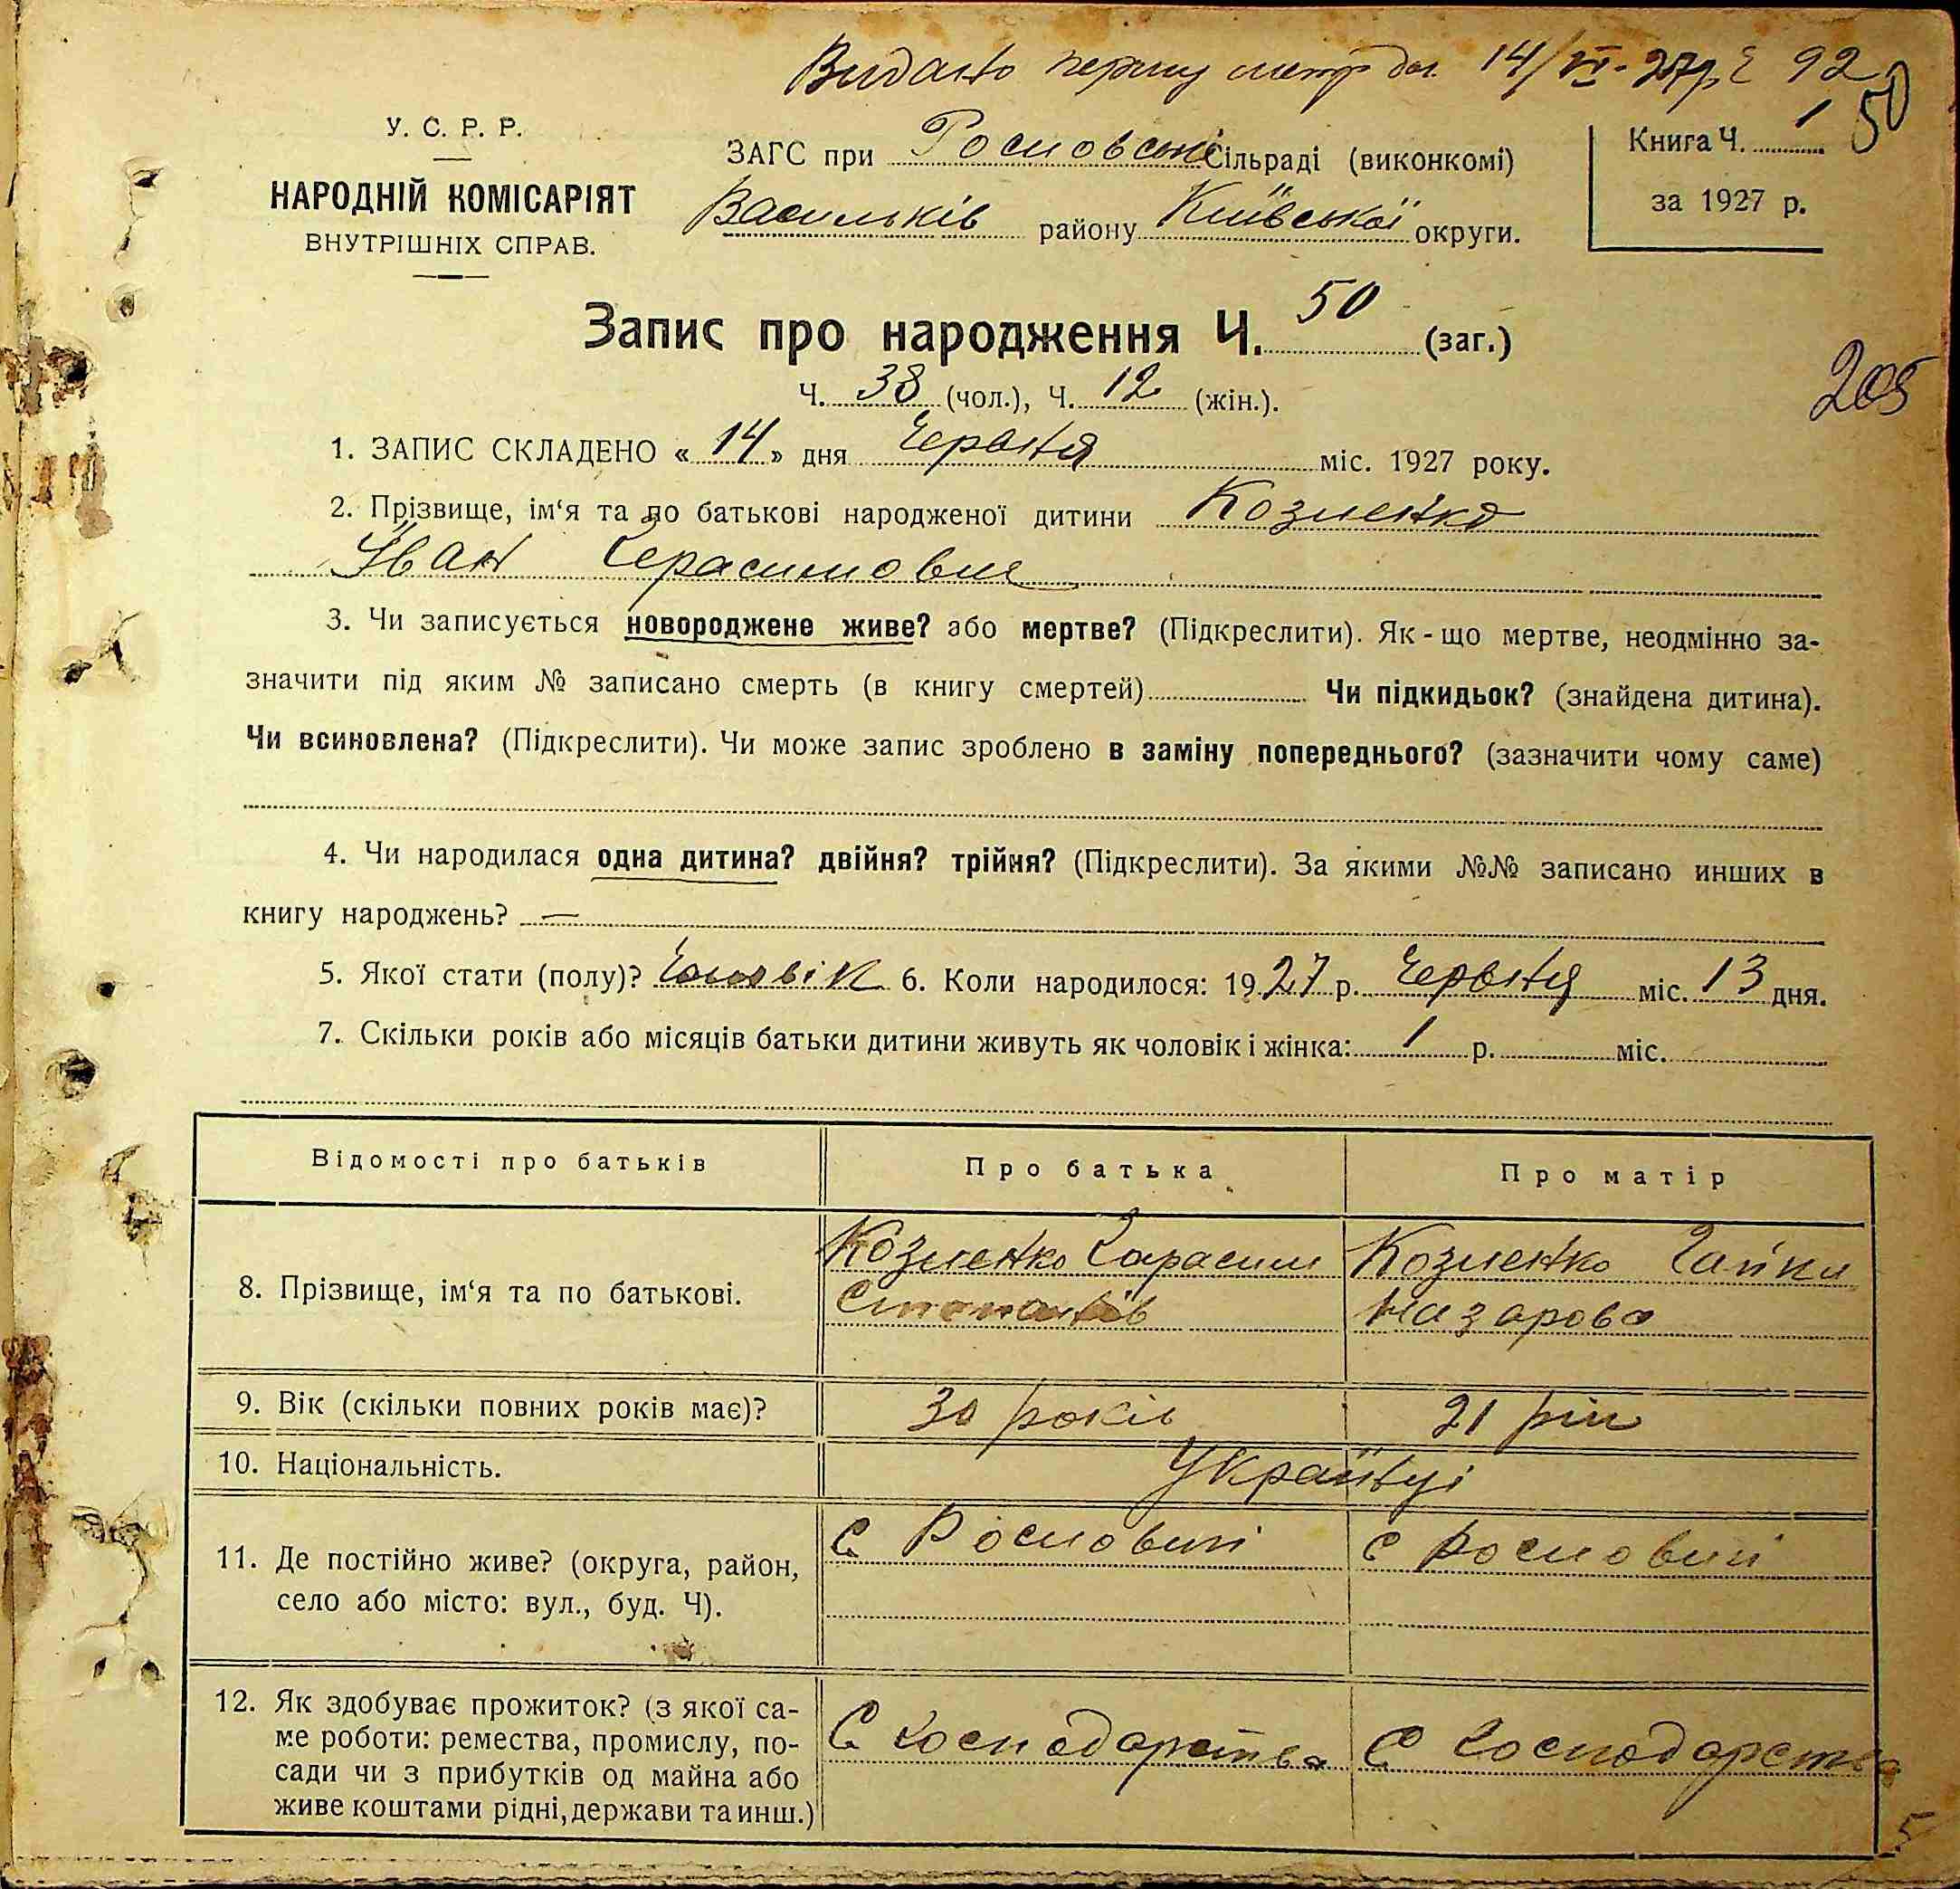 Видано першу метр 14/VI-27р. 92
50
У. С. Р. Р.
НАРОДНІЙ КОМІСАРІЯТ
ВНУТРІШНІХ СПРАВ.
ЗАГС при Росновській Сільраді (виконкомі)
Васильків району Київської округи.
Книга Ч. 1
за 1927 р.
Запис про народження Ч. 50 (заг.)
205
Ч. 38 (чол.), Ч. 12 (жін.).
1. ЗАПИС СКЛАДЕНО « 14 » дня Червня міс. 1927 року.
2. Прізвище, ім‘я та по батькові народженої дитини Козленко
Іван Герасимович
3. Чи записується новороджене живе? або мертве? (Підкреслити). Як-що мертве, неодмінно за-
значити під яким № записано смерть (в книгу смертей) Чи підкидьок? (знайдена дитина).
Чи всиновлена? (Підкреслити). Чи може запис зроблено в заміну попереднього? (зазначити чому саме)
4. Чи народилася одна дитина? двійня? трійня? (Підкреслити). За якими №№ записано инших в
книгу народжень? —
5. Якої стати (полу)? Чоловік 6. Коли народилося: 1927 р. Червня міс. 13 дня.
7. Скільки років або місяців батьки дитини живуть як чоловік і жінка: 1 р. міс.
Відомості про батьків Про батька Про матір
8. Прізвище, ім‘я та по батькові.
Козленко Гарасим
Козленко
Назарова
9. Вік (скільки повних років має)? 30 років 21 рік
10. Національність. Українці
11. Де постійно живе? (округа, район,
село або місто: вул., буд. Ч).
С Росновці С Росновці
12. Як здобуває прожиток? (з якої са-
ме роботи: ремества, промислу, по-
сади чи з прибутків од майна або
живе коштами рідні, держави та инш.)
С Господарства С Господарства